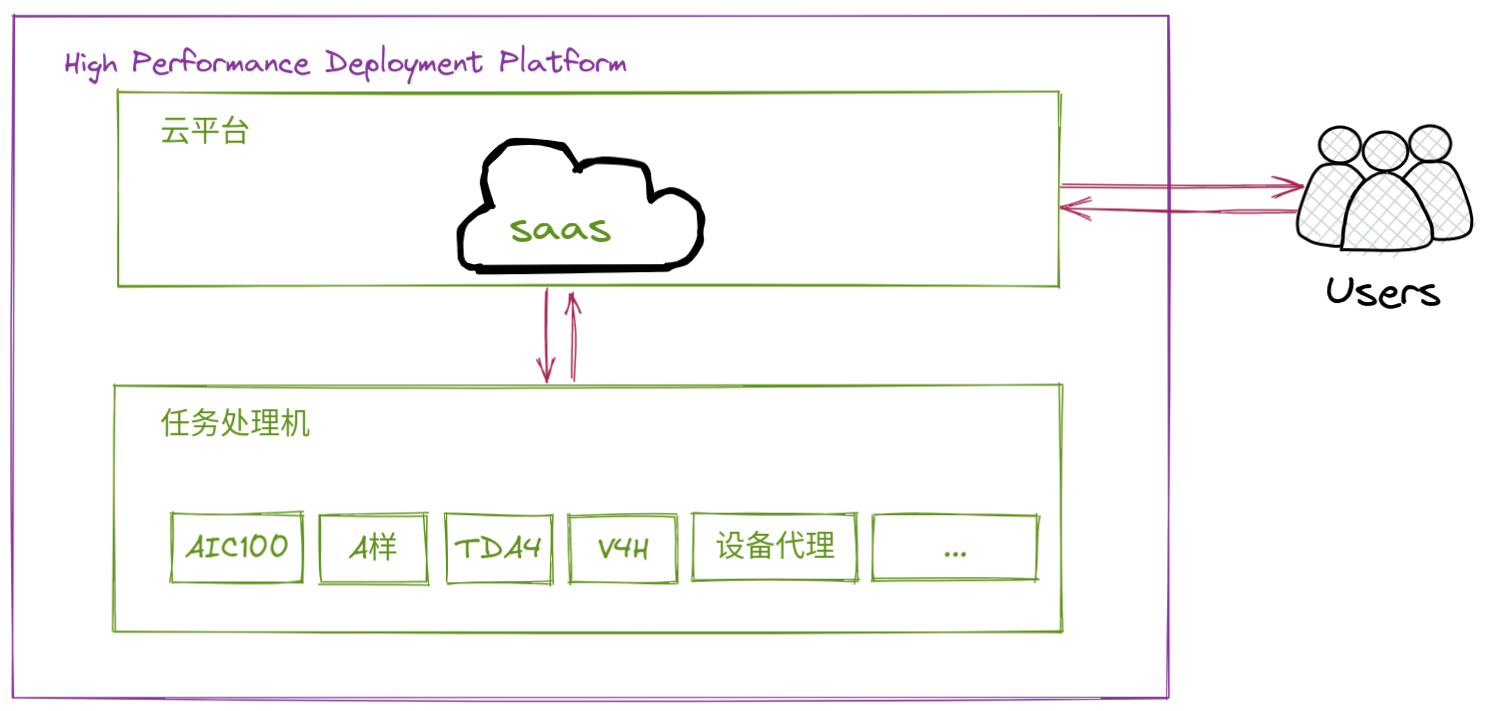 High Performance Deployment Platform
云平台
saas
Users
任务处理机
AIC100
A样
TDA4
V4H
设备代理
...